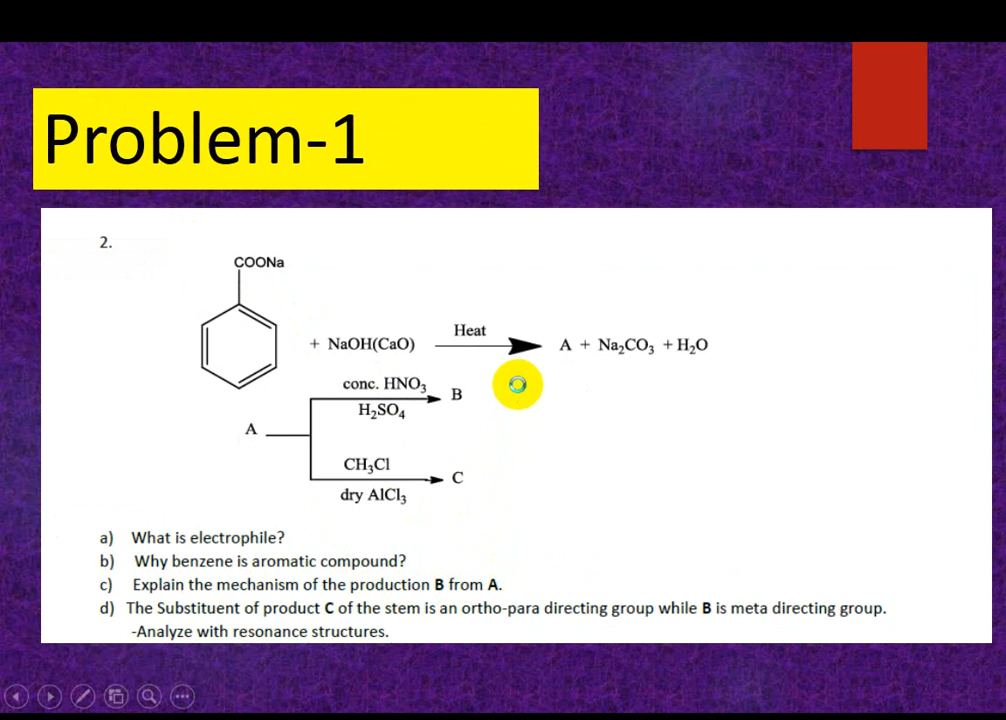 Problem-1
2.
COONa
+ NaOH(CaO) Heat A + Na₂CO₃ + H₂O
conc. HNO₃
B
H₂SO₄
A
CH₃Cl
C
dry AlCl₃
a) What is electrophile?
b) Why benzene is aromatic compound?
c) Explain the mechanism of the production B from A.
d) The Substituent of product C of the stem is an ortho-para directing group while B is meta directing group.
-Analyze with resonance structures.